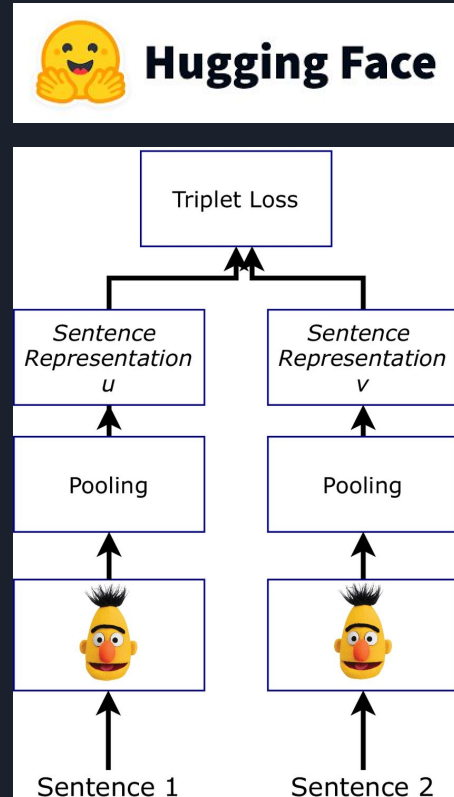 Hugging Face
Triplet Loss
Sentence
Representation
u
Sentence
Representation
v
Pooling
Pooling
Sentence 1
Sentence 2